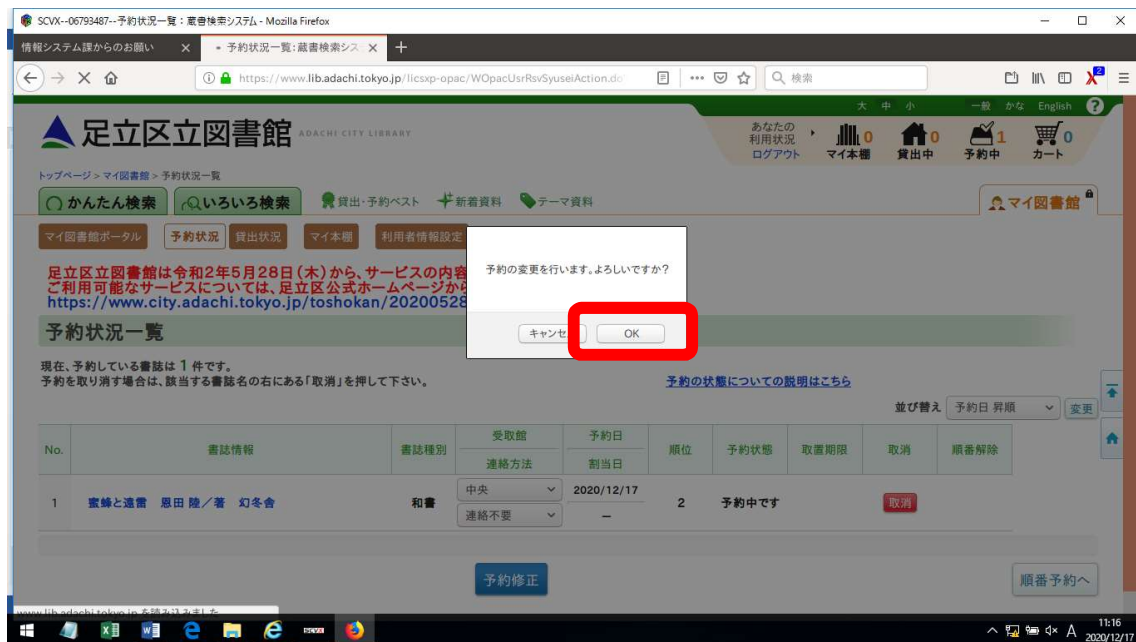 SCVX--06793487--予約状況一覧：蔵書検索システム - Mozilla Firefox
情報システム課からのお願い
予約状況一覧：蔵書検索シス
https://www.lib.adachi.tokyo.jp/licsxp-opac/WOpacUsrRsvSyuseiAction.do
検索
大 中 小 一般 かな English ?
足立区立図書館 ADACHI CITY LIBRARY
あなたの
利用状況
ログアウト
0
マイ本棚
0
貸出中
1
予約中
0
カート
トップページ > マイ図書館 > 予約状況一覧
かんたん検索 いろいろ検索 貸出・予約ベスト 新着資料 テーマ資料 マイ図書館
マイ図書館ポータル 予約状況 貸出状況 マイ本棚 利用者情報設定
足立区立図書館は令和2年5月28日（木）から、サービスの内容
ご利用可能なサービスについては、足立区公式ホームページか
https://www.city.adachi.tokyo.jp/toshokan/20200528
予約の変更を行います。よろしいですか？
キャンセ
OK
予約状況一覧
現在、予約している書誌は 1 件です。
予約を取り消す場合は、該当する書誌名の右にある「取消」を押して下さい。
予約の状態についての説明はこちら
並び替え 予約日 昇順 変更
No. 書誌情報 書誌種別 受取館 予約日 順位 予約状態 取置期限 取消 順番解除
連絡方法 割当日
1 蜜蜂と遠雷 恩田 陸／著 幻冬舎 和書 中央 2020/12/17 2 予約中です 取消
連絡不要 －
予約修正
順番予約へ
www.lib.adachi.tokyo.jp を読み込みました
SCVX
A
11:16
2020/12/17